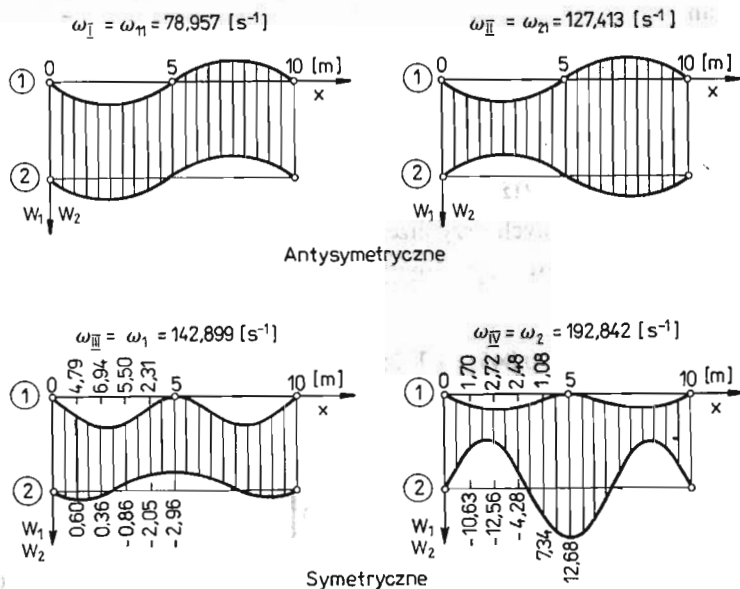 ω_I = ω₁₁ = 78,957 [s⁻¹]
0 5 10 [m]
① x
②
W₁ W₂
ω_II = ω₂₁ = 127,413 [s⁻¹]
0 5 10 [m]
① x
②
W₁ W₂
Antysymetryczne
ω_III = ω₁ = 142,899 [s⁻¹]
0 4,79 6,94 5,50 2,31 5 10 [m]
① x
②
0,60 0,36 -0,86 -2,05 -2,96
W₁
W₂
ω_IV = ω₂ = 192,842 [s⁻¹]
0 1,70 2,72 2,48 1,08 5 10 [m]
① x
②
-10,63 -12,56 -4,28 7,34 12,68
W₁
W₂
Symetryczne